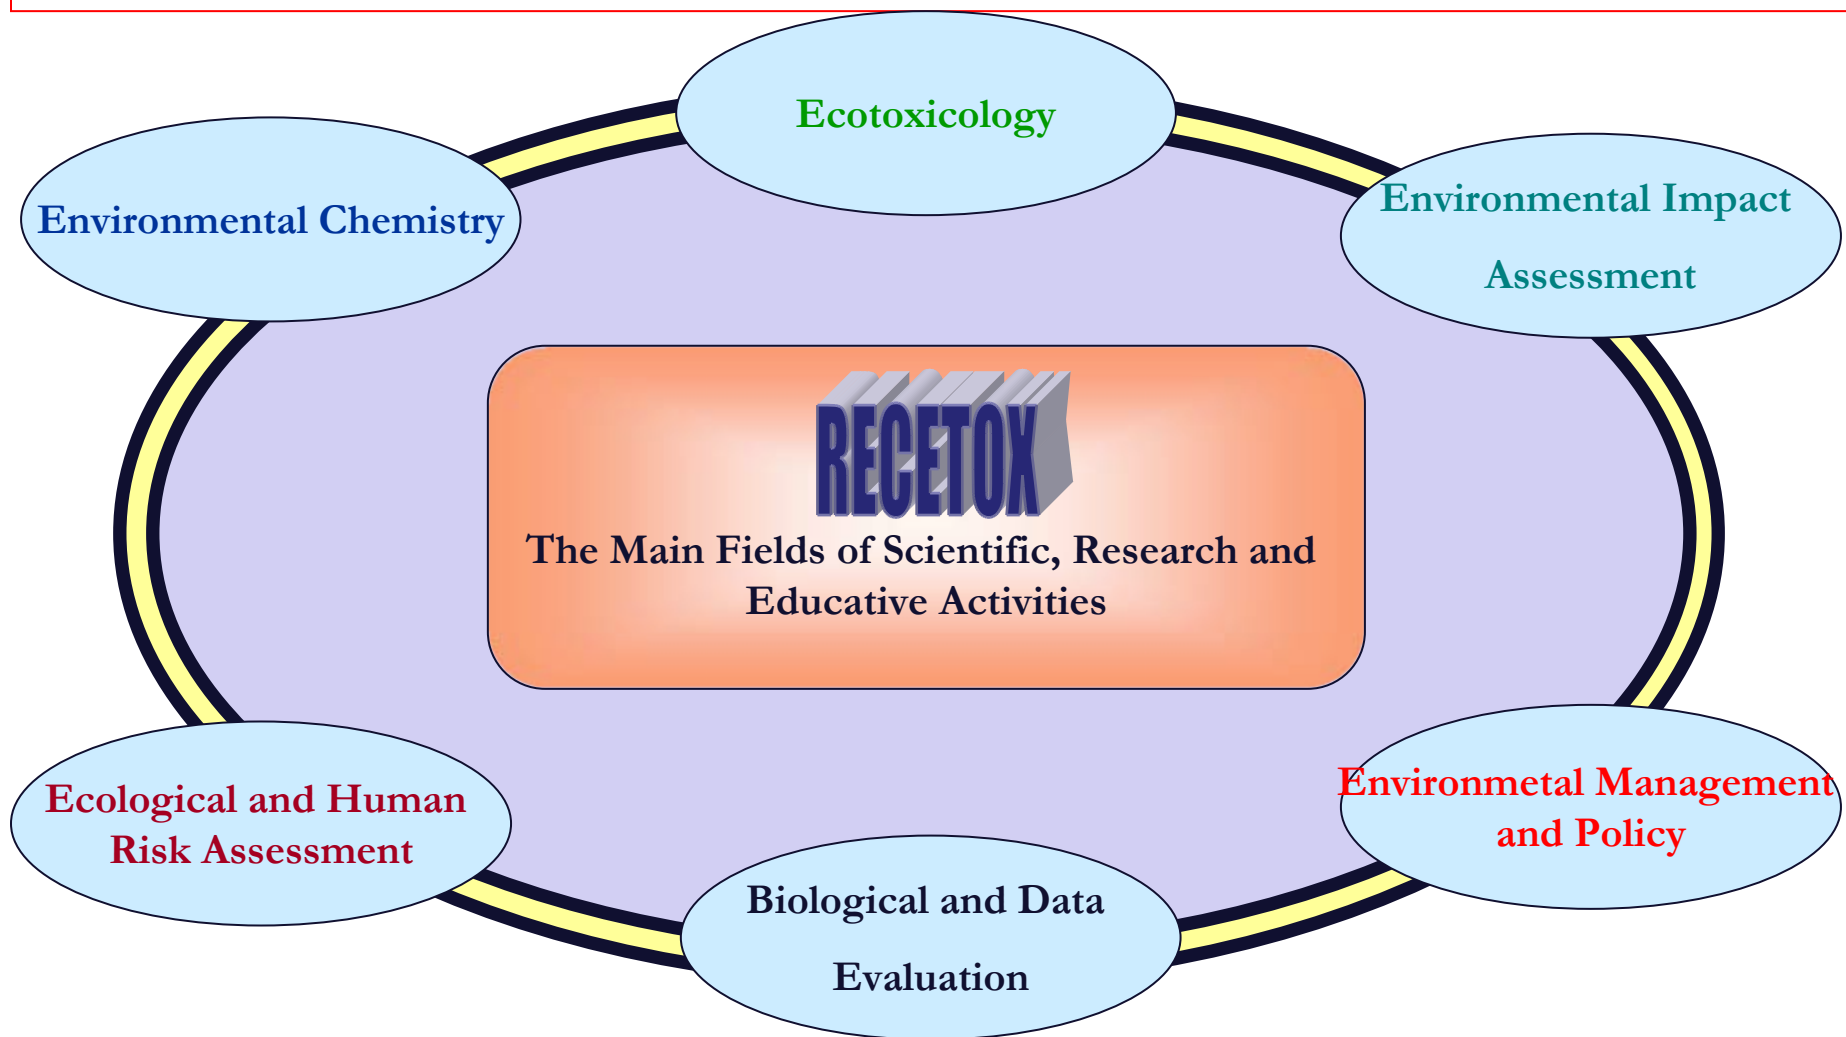 Ecotoxicology
Environmental Chemistry
Environmental Impact
Assessment
RECETOX
The Main Fields of Scientific, Research and
Educative Activities
Ecological and Human
Risk Assessment
Environmetal Management
and Policy
Biological and Data
Evaluation